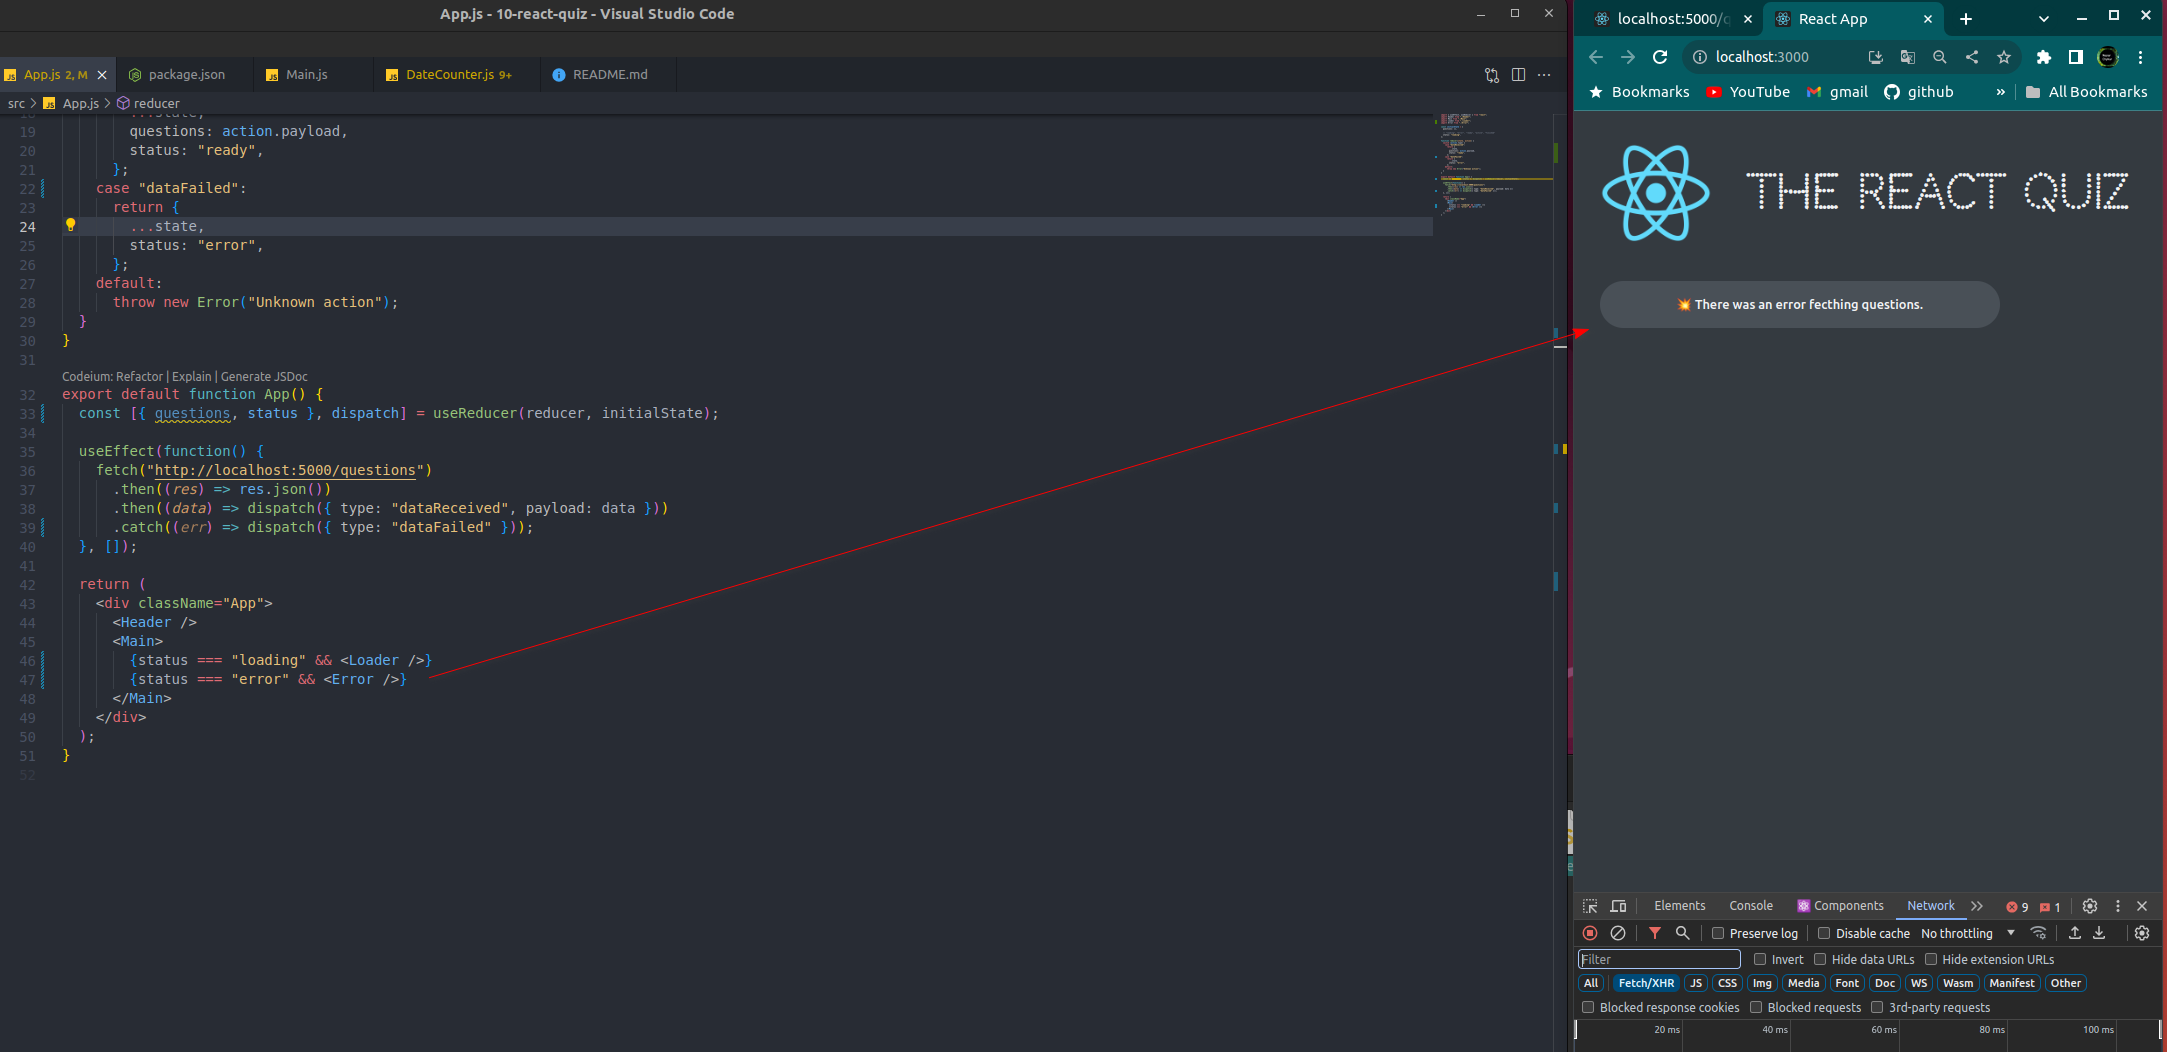 App.js - 10-react-quiz - Visual Studio Code
App.js 2, M
package.json
Main.js
DateCounter.js 9+
README.md
src > App.js > reducer
...state,
19 questions: action.payload,
20 status: "ready",
21 };
22 case "dataFailed":
23 return {
24 ...state,
25 status: "error",
26 };
27 default:
28 throw new Error("Unknown action");
29 }
30 }
31
Codeium: Refactor | Explain | Generate JSDoc
32 export default function App() {
33 const [{ questions, status }, dispatch] = useReducer(reducer, initialState);
34
35 useEffect(function() {
36 fetch("http://localhost:5000/questions")
37 .then((res) => res.json())
38 .then((data) => dispatch({ type: "dataReceived", payload: data }))
39 .catch((err) => dispatch({ type: "dataFailed" }));
40 }, []);
41
42 return (
43 <div className="App">
44 <Header />
45 <Main>
46 {status === "loading" && <Loader />}
47 {status === "error" && <Error />}
48 </Main>
49 </div>
50 );
51 }
52
localhost:5000/q
React App
localhost:3000
Bookmarks YouTube gmail github » All Bookmarks
THE REACT QUIZ
💥 There was an error fecthing questions.
Elements Console Components Network 9 1
Preserve log Disable cache No throttling
Filter Invert Hide data URLs Hide extension URLs
All Fetch/XHR JS CSS Img Media Font Doc WS Wasm Manifest Other
Blocked response cookies Blocked requests 3rd-party requests
20 ms 40 ms 60 ms 80 ms 100 ms